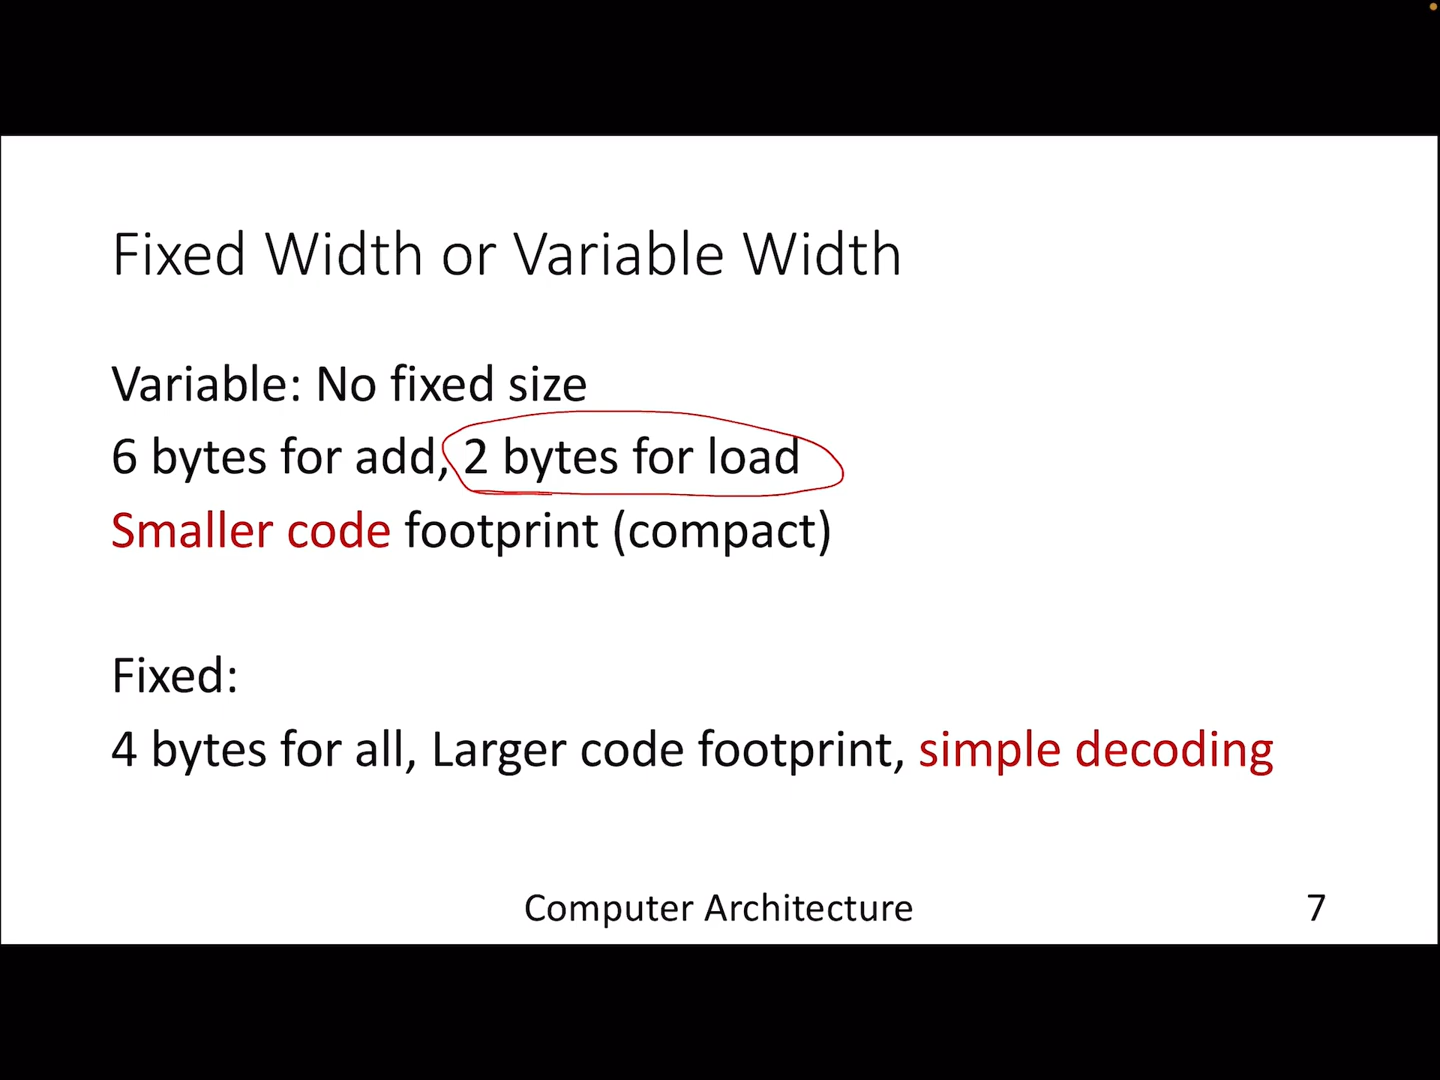 Fixed Width or Variable Width
Variable: No fixed size
6 bytes for add, 2 bytes for load
Smaller code footprint (compact)
Fixed:
4 bytes for all, Larger code footprint, simple decoding
Computer Architecture
7